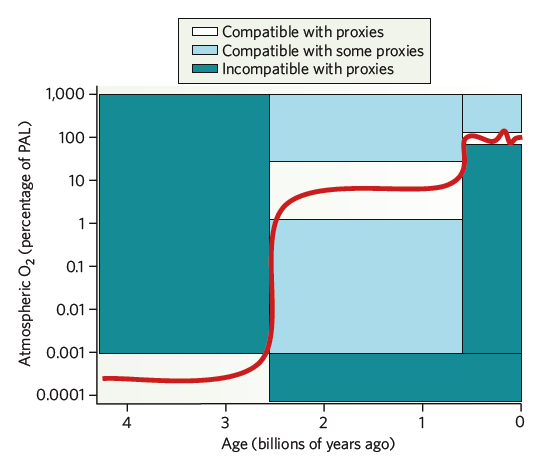 Compatible with proxies
Compatible with some proxies
Incompatible with proxies
1,000
100
10
1
0.1
0.01
0.001
0.0001
Atmospheric O₂ (percentage of PAL)
4 3 2 1 0
Age (billions of years ago)